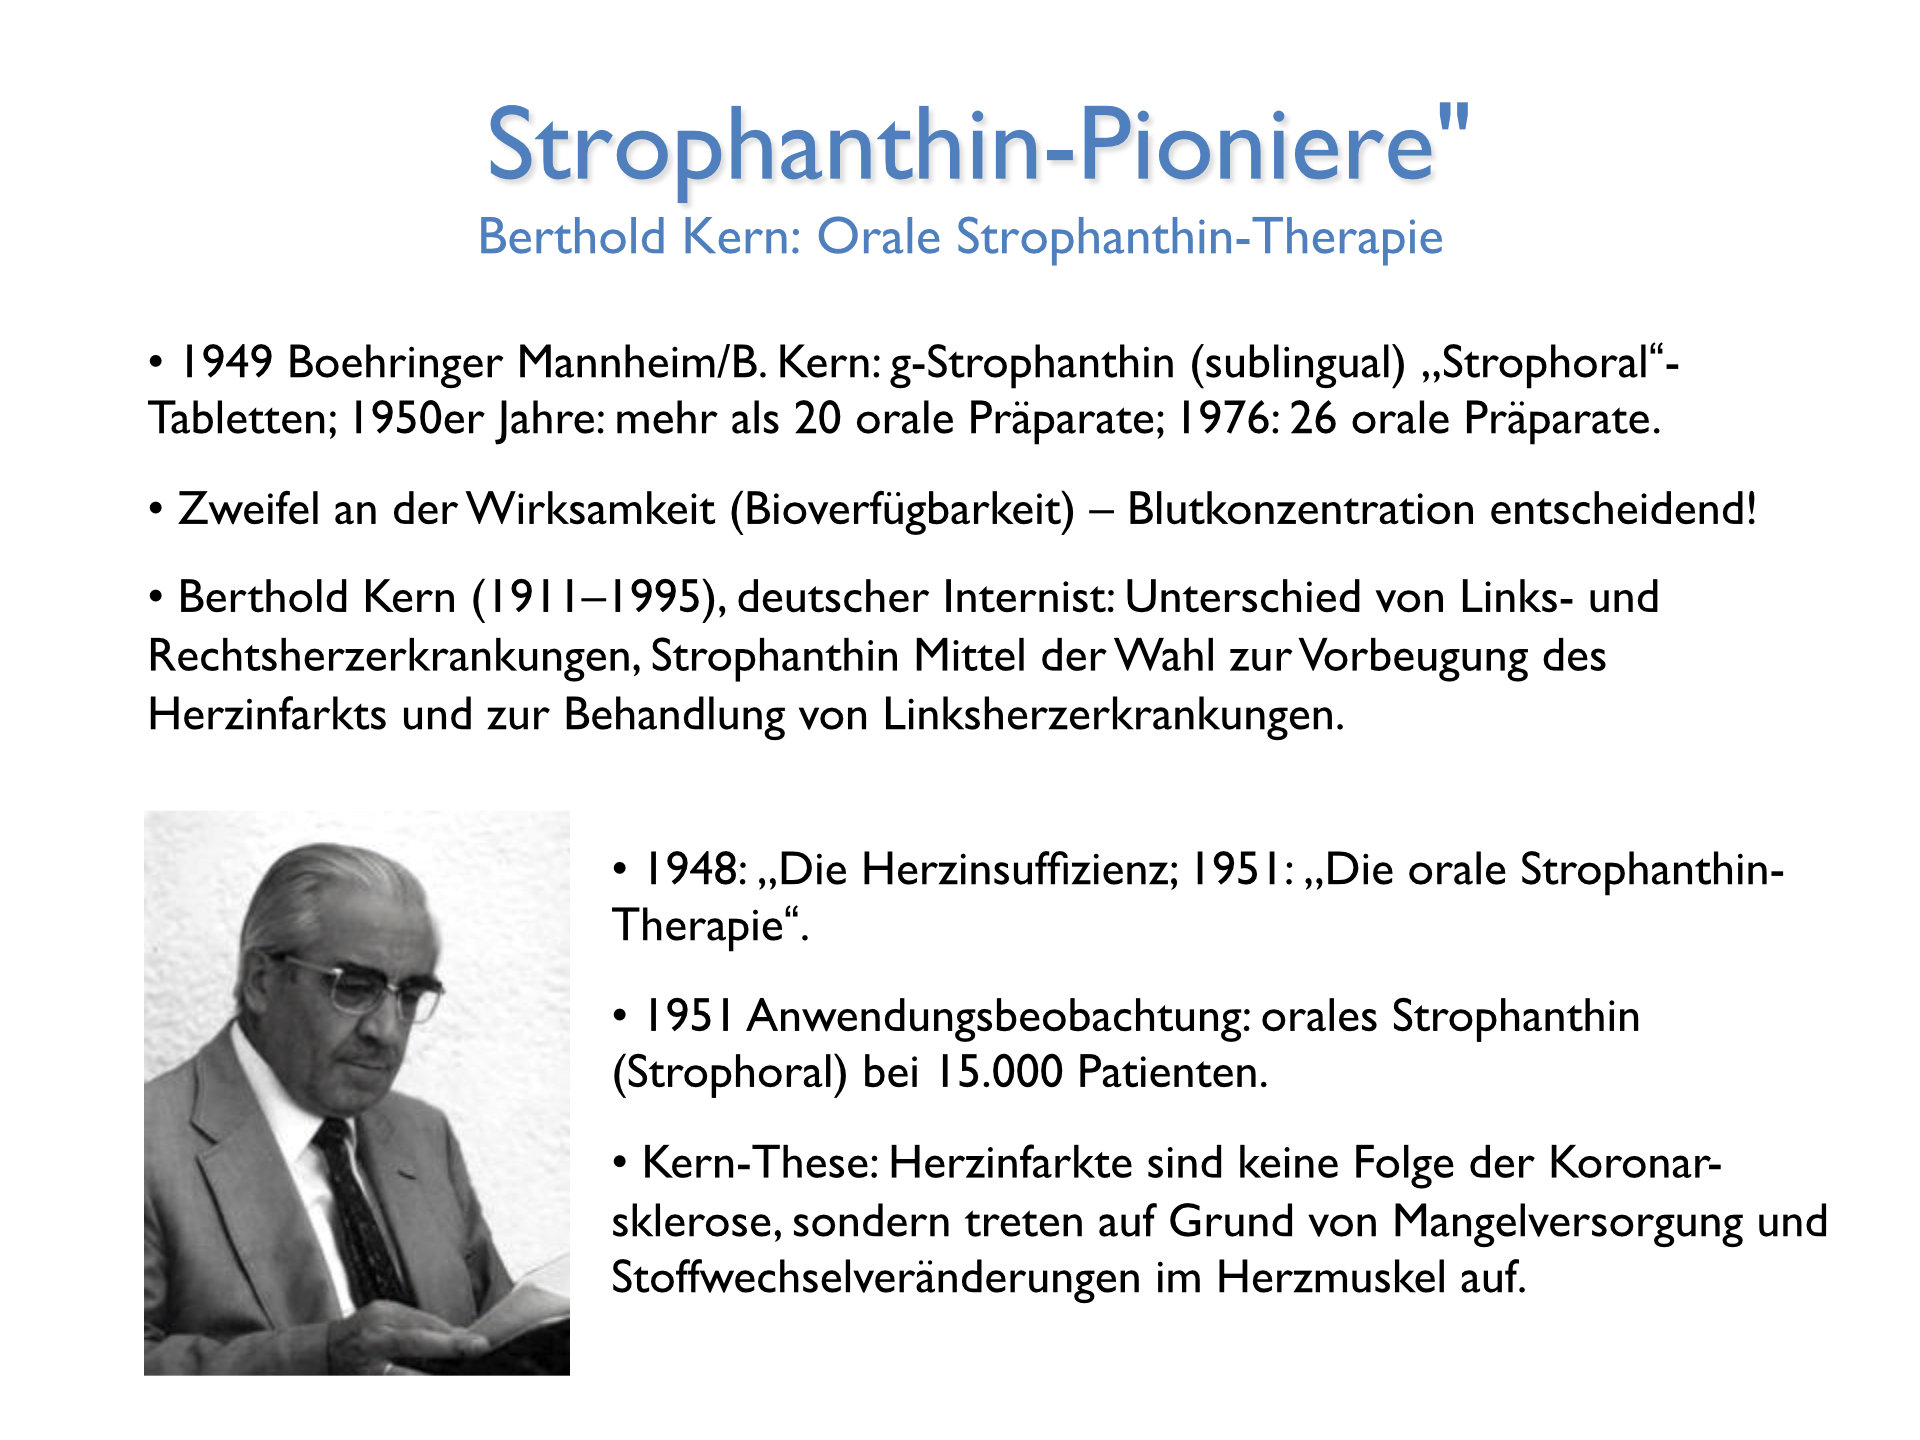 Strophanthin-Pioniere"
Berthold Kern: Orale Strophanthin-Therapie
• 1949 Boehringer Mannheim/B. Kern: g-Strophanthin (sublingual) „Strophoral“-
Tabletten; 1950er Jahre: mehr als 20 orale Präparate; 1976: 26 orale Präparate.
• Zweifel an der Wirksamkeit (Bioverfügbarkeit) – Blutkonzentration entscheidend!
• Berthold Kern (1911–1995), deutscher Internist: Unterschied von Links- und
Rechtsherzerkrankungen, Strophanthin Mittel der Wahl zur Vorbeugung des
Herzinfarkts und zur Behandlung von Linksherzerkrankungen.
• 1948: „Die Herzinsuffizienz; 1951: „Die orale Strophanthin-
Therapie“.
• 1951 Anwendungsbeobachtung: orales Strophanthin
(Strophoral) bei 15.000 Patienten.
• Kern-These: Herzinfarkte sind keine Folge der Koronar-
sklerose, sondern treten auf Grund von Mangelversorgung und
Stoffwechselveränderungen im Herzmuskel auf.